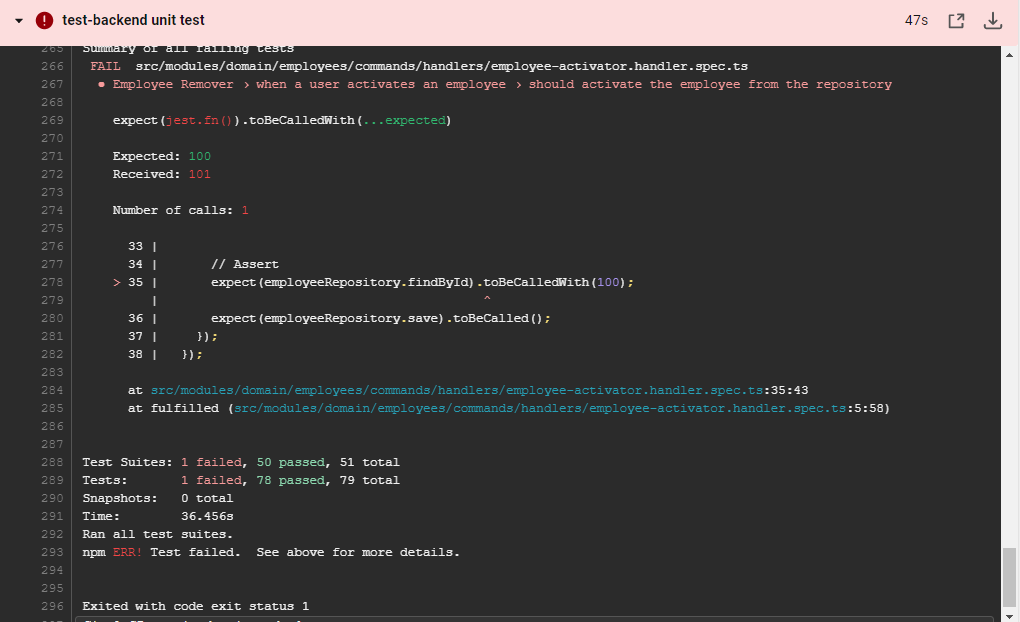 test-backend unit test 47s
265 Summary of all failing tests
266 FAIL src/modules/domain/employees/commands/handlers/employee-activator.handler.spec.ts
267 ● Employee Remover › when a user activates an employee › should activate the employee from the repository
268
269 expect(jest.fn()).toBeCalledWith(...expected)
270
271 Expected: 100
272 Received: 101
273
274 Number of calls: 1
275
276 33 |
277 34 | // Assert
278 > 35 | expect(employeeRepository.findById).toBeCalledWith(100);
279 | ^
280 36 | expect(employeeRepository.save).toBeCalled();
281 37 | });
282 38 | });
283
284 at src/modules/domain/employees/commands/handlers/employee-activator.handler.spec.ts:35:43
285 at fulfilled (src/modules/domain/employees/commands/handlers/employee-activator.handler.spec.ts:5:58)
286
287
288 Test Suites: 1 failed, 50 passed, 51 total
289 Tests: 1 failed, 78 passed, 79 total
290 Snapshots: 0 total
291 Time: 36.456s
292 Ran all test suites.
293 npm ERR! Test failed. See above for more details.
294
295
296 Exited with code exit status 1